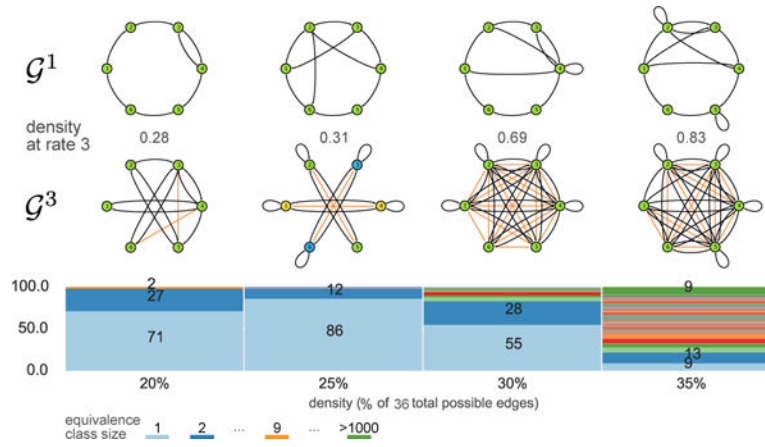 G¹
density
at rate 3
0.28
0.31
0.69
0.83
G³
100.0
50.0
0.0
2
27
71
12
86
28
55
9
13
9
20%
25%
30%
35%
density (% of 36 total possible edges)
equivalence
class size
1 2 ... 9 ... >1000